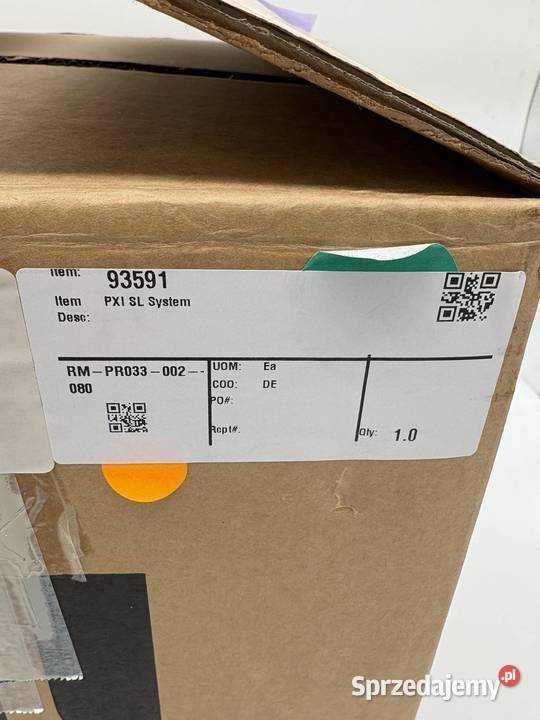 Item: 93591
Item PXI SL System
Desc:
RM-PR033-002--
080
UOM: Ea
COO: DE
PO#:
Rcpt#:
Qty: 1.0
Sprzedajemy.pl